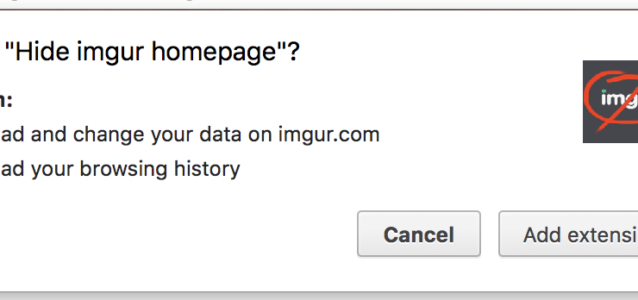 "Hide imgur homepage"?
n:
ad and change your data on imgur.com
ad your browsing history
img
Cancel
Add extensi